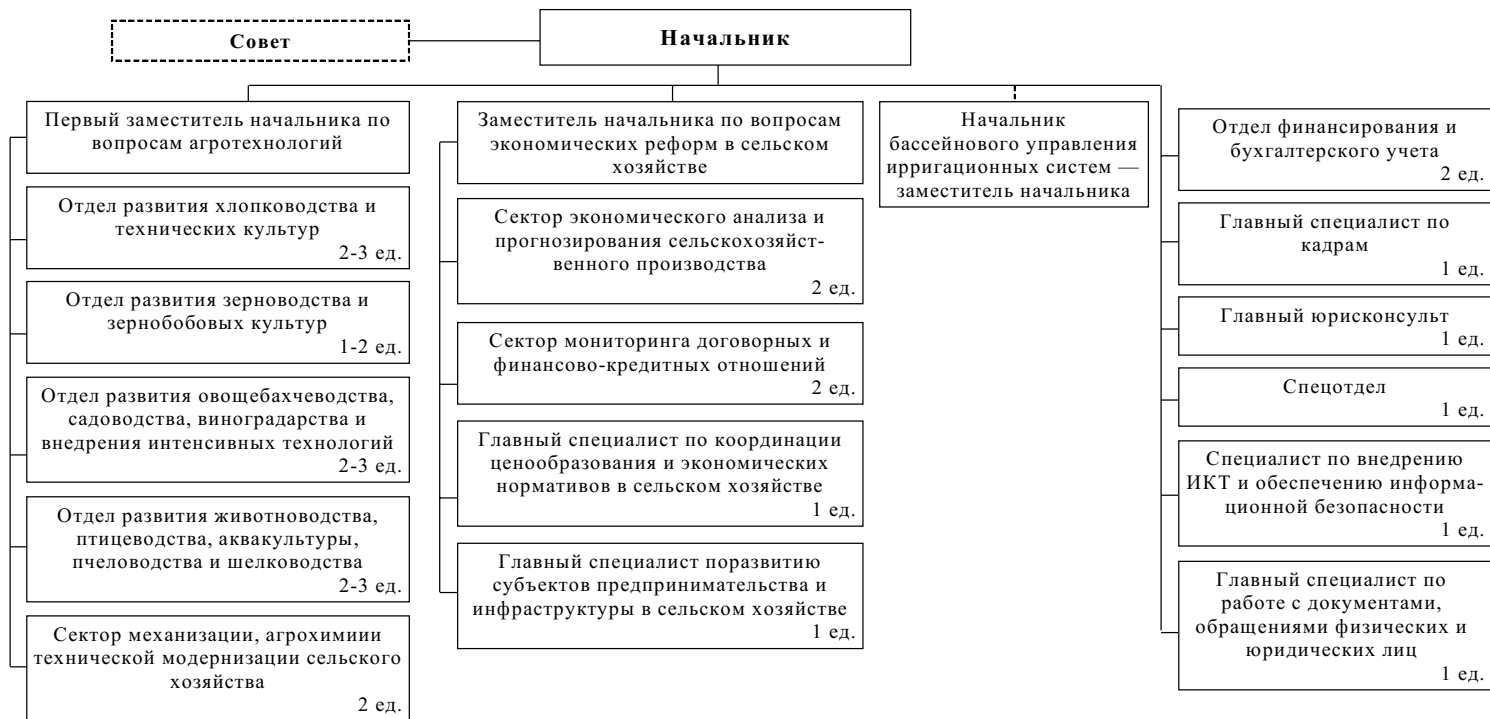 Совет
Начальник
Первый заместитель начальника по
вопросам агротехнологий
Отдел развития хлопководства и
технических культур
2-3 ед.
Отдел развития зерноводства и
зернобобовых культур
1-2 ед.
Отдел развития овощебахчеводства,
садоводства, виноградарства и
внедрения интенсивных технологий
2-3 ед.
Отдел развития животноводства,
птицеводства, аквакультуры,
пчеловодства и шелководства
2-3 ед.
Сектор механизации, агрохимиии
технической модернизации сельского
хозяйства
2 ед.
Заместитель начальника по вопросам
экономических реформ в сельском
хозяйстве
Сектор экономического анализа и
прогнозирования сельскохозяйст-
венного производства
2 ед.
Сектор мониторинга договорных и
финансово-кредитных отношений
2 ед.
Главный специалист по координации
ценообразования и экономических
нормативов в сельском хозяйстве
1 ед.
Главный специалист поразвитию
субъектов предпринимательства и
инфраструктуры в сельском хозяйстве
1 ед.
Начальник
бассейнового управления
ирригационных систем —
заместитель начальника
Отдел финансирования и
бухгалтерского учета
2 ед.
Главный специалист по
кадрам
1 ед.
Главный юрисконсульт
1 ед.
Спецотдел
1 ед.
Специалист по внедрению
ИКТ и обеспечению информа-
ционной безопасности
1 ед.
Главный специалист по
работе с документами,
обращениями физических и
юридических лиц
1 ед.